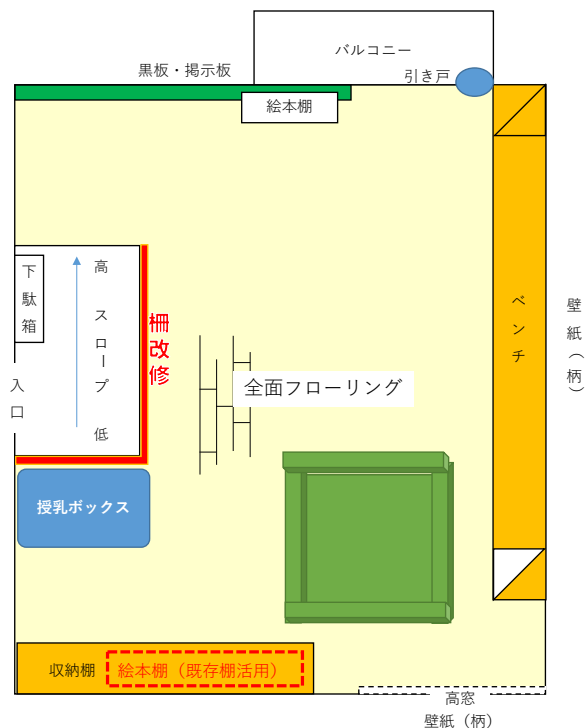 バルコニー
黒板・掲示板
引き戸
絵本棚
下駄箱
高
スロープ
低
柵改修
入口
ベンチ
壁紙（柄）
全面フローリング
授乳ボックス
収納棚
絵本棚（既存棚活用）
高窓
壁紙（柄）